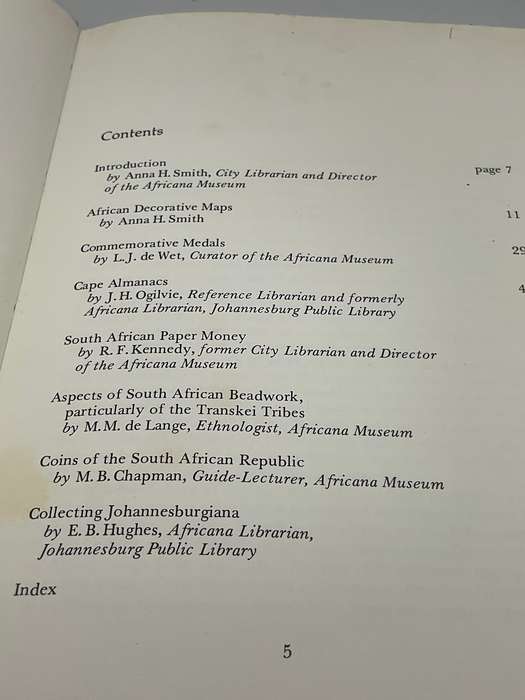 Contents
Introduction
by Anna H. Smith, City Librarian and Director page 7
of the Africana Museum
African Decorative Maps
by Anna H. Smith 11
Commemorative Medals
by L. J. de Wet, Curator of the Africana Museum 29
Cape Almanacs
by J. H. Ogilvie, Reference Librarian and formerly
Africana Librarian, Johannesburg Public Library
South African Paper Money
by R. F. Kennedy, former City Librarian and Director
of the Africana Museum
Aspects of South African Beadwork,
particularly of the Transkei Tribes
by M. M. de Lange, Ethnologist, Africana Museum
Coins of the South African Republic
by M. B. Chapman, Guide-Lecturer, Africana Museum
Collecting Johannesburgiana
by E. B. Hughes, Africana Librarian,
Johannesburg Public Library
Index
5